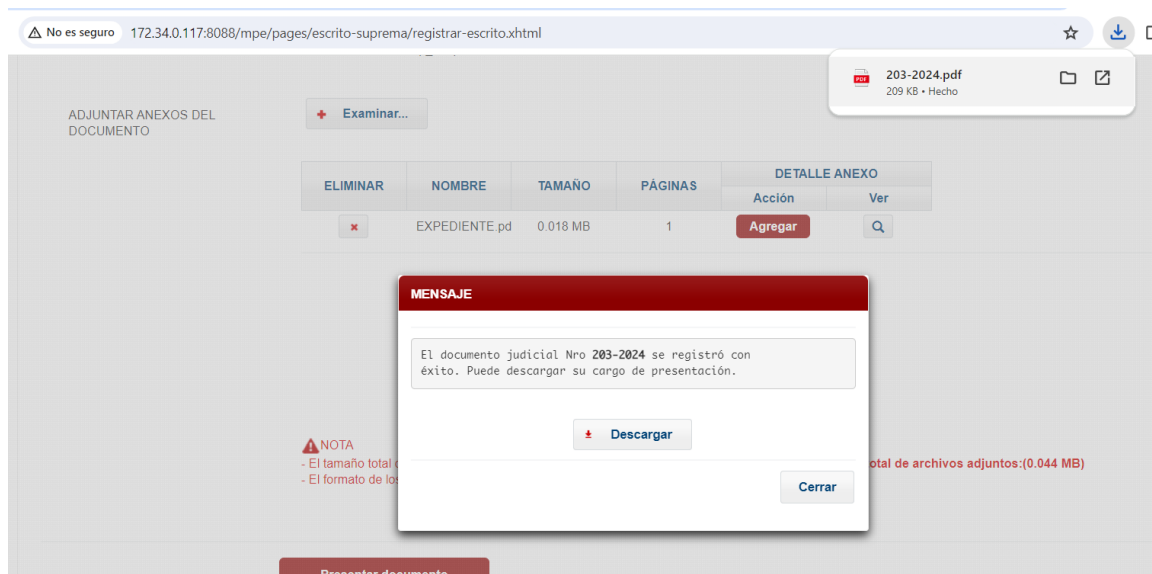 No es seguro 172.34.0.117:8088/mpe/pages/escrito-suprema/registrar-escrito.xhtml
203-2024.pdf
209 KB • Hecho
ADJUNTAR ANEXOS DEL
DOCUMENTO
Examinar...
ELIMINAR NOMBRE TAMAÑO PÁGINAS DETALLE ANEXO
Acción Ver
EXPEDIENTE.pd 0.018 MB 1 Agregar
MENSAJE
El documento judicial Nro 203-2024 se registró con
éxito. Puede descargar su cargo de presentación.
Descargar
NOTA
- El tamaño total otal de archivos adjuntos:(0.044 MB)
- El formato de los
Cerrar
Presentar documento